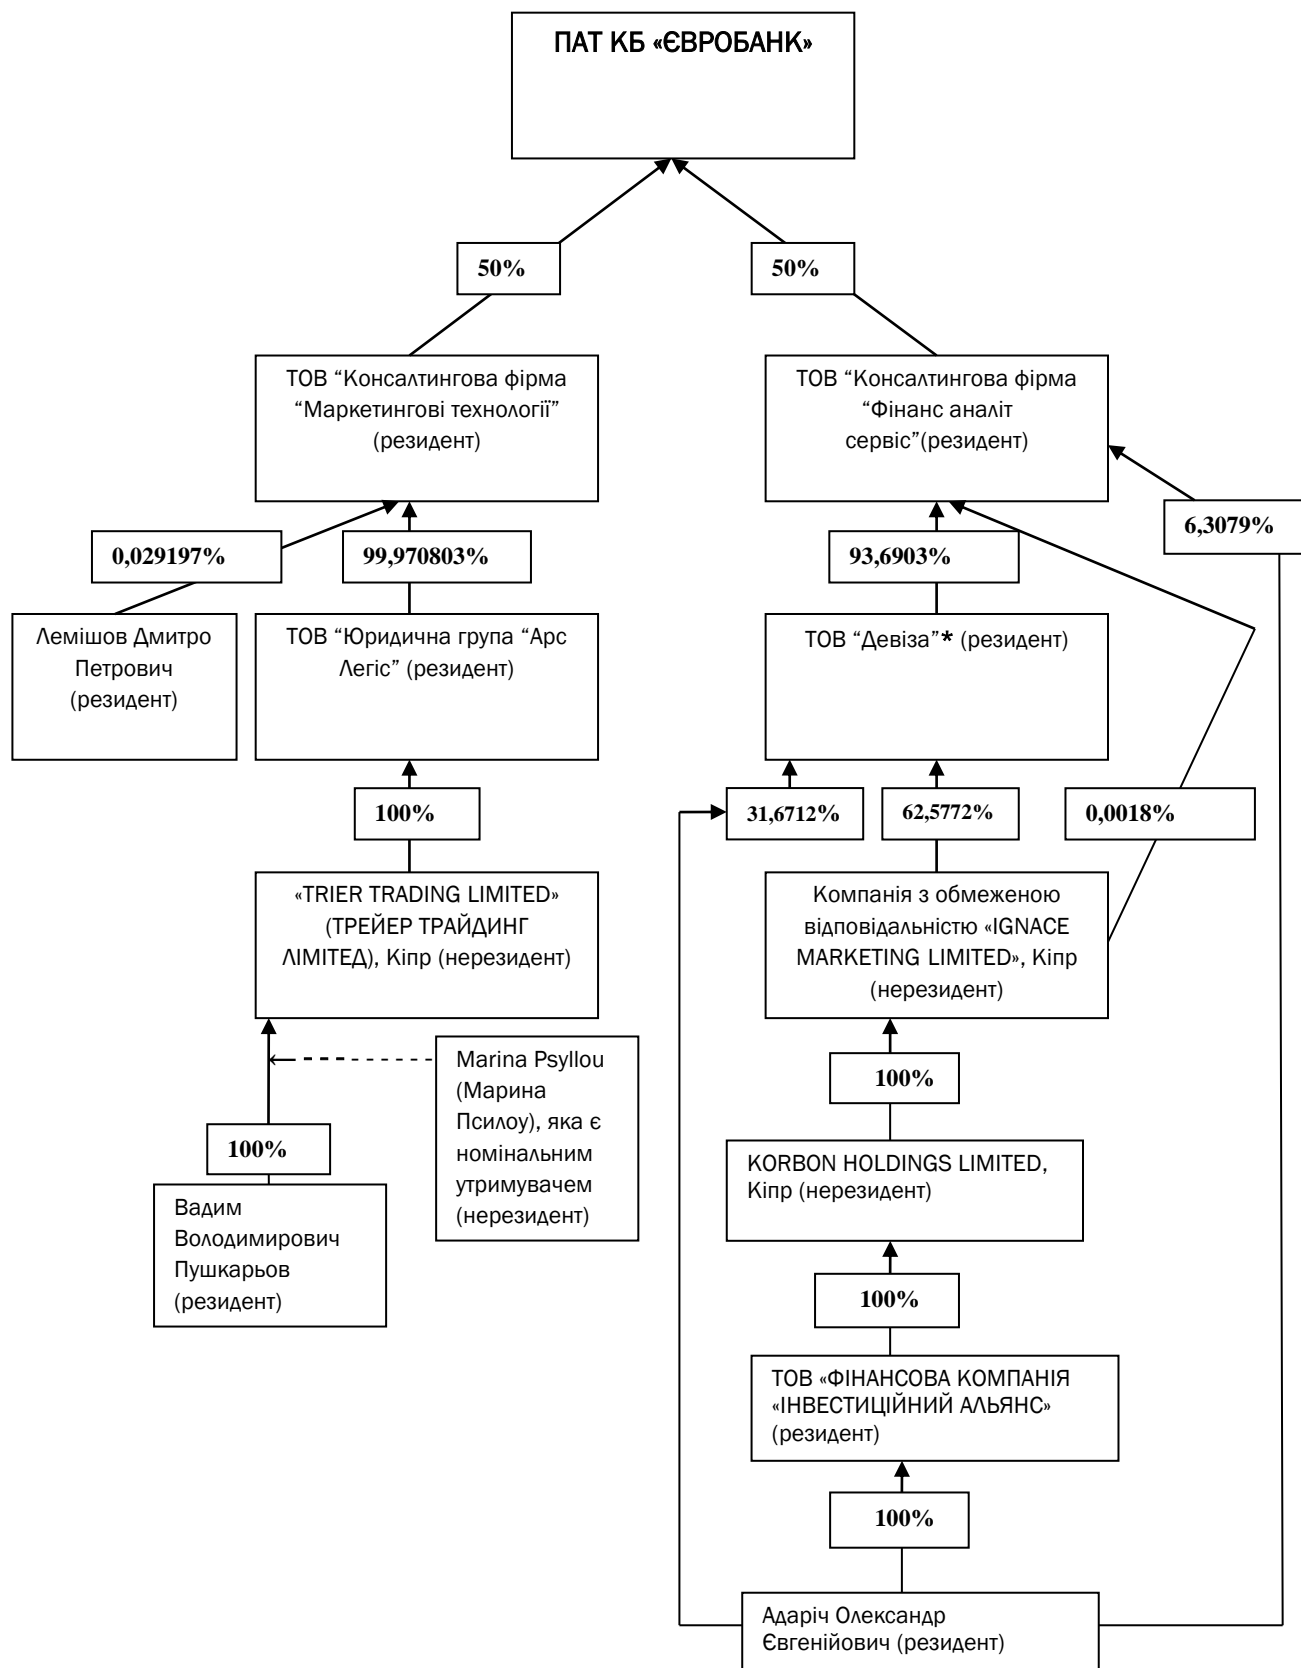 ПАТ КБ «ЄВРОБАНК»
50%
50%
ТОВ “Консалтингова фірма
“Маркетингові технології”
(резидент)
ТОВ “Консалтингова фірма
“Фінанс аналіт
сервіс”(резидент)
0,029197%
99,970803%
93,6903%
6,3079%
Лемішов Дмитро
Петрович
(резидент)
ТОВ “Юридична група “Арс
Легіс” (резидент)
ТОВ “Девіза”* (резидент)
100%
31,6712%
62,5772%
0,0018%
«TRIER TRADING LIMITED»
(ТРЕЙЕР ТРАЙДИНГ
ЛІМІТЕД), Кіпр (нерезидент)
Компанія з обмеженою
відповідальністю «IGNACE
MARKETING LIMITED», Кіпр
(нерезидент)
Marina Psyllou
(Марина
Псилоу), яка є
номінальним
утримувачем
(нерезидент)
100%
100%
Вадим
Володимирович
Пушкарьов
(резидент)
KORBON HOLDINGS LIMITED,
Кіпр (нерезидент)
100%
ТОВ «ФІНАНСОВА КОМПАНІЯ
«ІНВЕСТИЦІЙНИЙ АЛЬЯНС»
(резидент)
100%
Адаріч Олександр
Євгенійович (резидент)